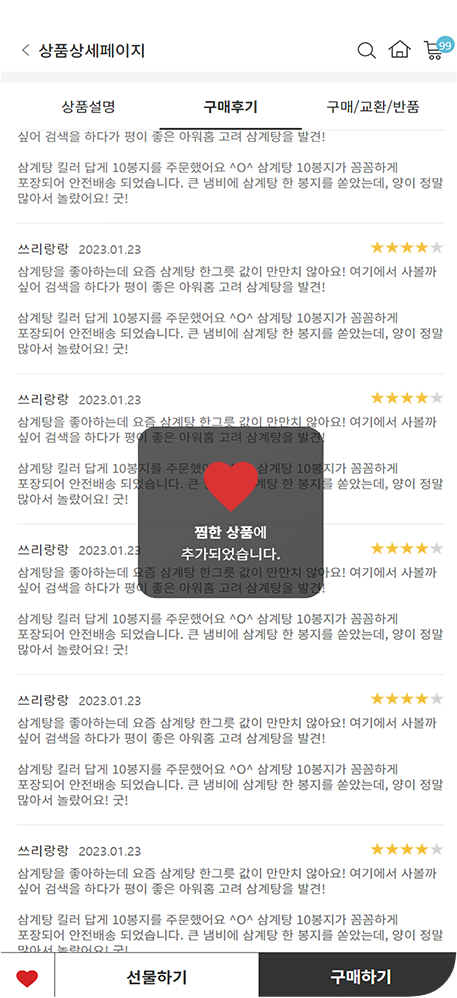 상품상세페이지
99
상품설명
구매후기
구매/교환/반품
싶어 검색을 하다가 평이 좋은 아워홈 고려 삼계탕을 발견!
삼계탕 킬러 답게 10봉지를 주문했어요 ^O^ 삼계탕 10봉지가 꼼꼼하게
포장되어 안전배송 되었습니다. 큰 냄비에 삼계탕 한 봉지를 쏟았는데, 양이 정말
많아서 놀랐어요! 굿!
쓰리랑랑 2023.01.23
삼계탕을 좋아하는데 요즘 삼계탕 한그릇 값이 만만치 않아요! 여기에서 사볼까
싶어 검색을 하다가 평이 좋은 아워홈 고려 삼계탕을 발견!
삼계탕 킬러 답게 10봉지를 주문했어요 ^O^ 삼계탕 10봉지가 꼼꼼하게
포장되어 안전배송 되었습니다. 큰 냄비에 삼계탕 한 봉지를 쏟았는데, 양이 정말
많아서 놀랐어요! 굿!
쓰리랑랑 2023.01.23
삼계탕을 좋아하는데 요즘 삼계탕 한그릇 값이 만만치 않아요! 여기에서 사볼까
싶어 검색을 하다가 평이 좋은 아워홈 고려 삼계탕을 발견!
삼계탕 킬러 답게 10봉지를 주문했어요 ^O^ 삼계탕 10봉지가 꼼꼼하게
포장되어 안전배송 되었습니다. 큰 냄비에 삼계탕 한 봉지를 쏟았는데, 양이 정말
많아서 놀랐어요! 굿!
찜한 상품에
추가되었습니다.
쓰리랑랑 2023.01.23
삼계탕을 좋아하는데 요즘 삼계탕 한그릇 값이 만만치 않아요! 여기에서 사볼까
싶어 검색을 하다가 평이 좋은 아워홈 고려 삼계탕을 발견!
삼계탕 킬러 답게 10봉지를 주문했어요 ^O^ 삼계탕 10봉지가 꼼꼼하게
포장되어 안전배송 되었습니다. 큰 냄비에 삼계탕 한 봉지를 쏟았는데, 양이 정말
많아서 놀랐어요! 굿!
쓰리랑랑 2023.01.23
삼계탕을 좋아하는데 요즘 삼계탕 한그릇 값이 만만치 않아요! 여기에서 사볼까
싶어 검색을 하다가 평이 좋은 아워홈 고려 삼계탕을 발견!
삼계탕 킬러 답게 10봉지를 주문했어요 ^O^ 삼계탕 10봉지가 꼼꼼하게
포장되어 안전배송 되었습니다. 큰 냄비에 삼계탕 한 봉지를 쏟았는데, 양이 정말
많아서 놀랐어요! 굿!
쓰리랑랑 2023.01.23
삼계탕을 좋아하는데 요즘 삼계탕 한그릇 값이 만만치 않아요! 여기에서 사볼까
싶어 검색을 하다가 평이 좋은 아워홈 고려 삼계탕을 발견!
삼계탕 킬러 답게 10봉지를 주문했어요 ^O^ 삼계탕 10봉지가 꼼꼼하게
포장되어 안전배송 되었습니다. 큰 냄비에 삼계탕 한 봉지를 쏟았는데, 양이 정말
많아서 놀랐어요! 굿!
선물하기
구매하기